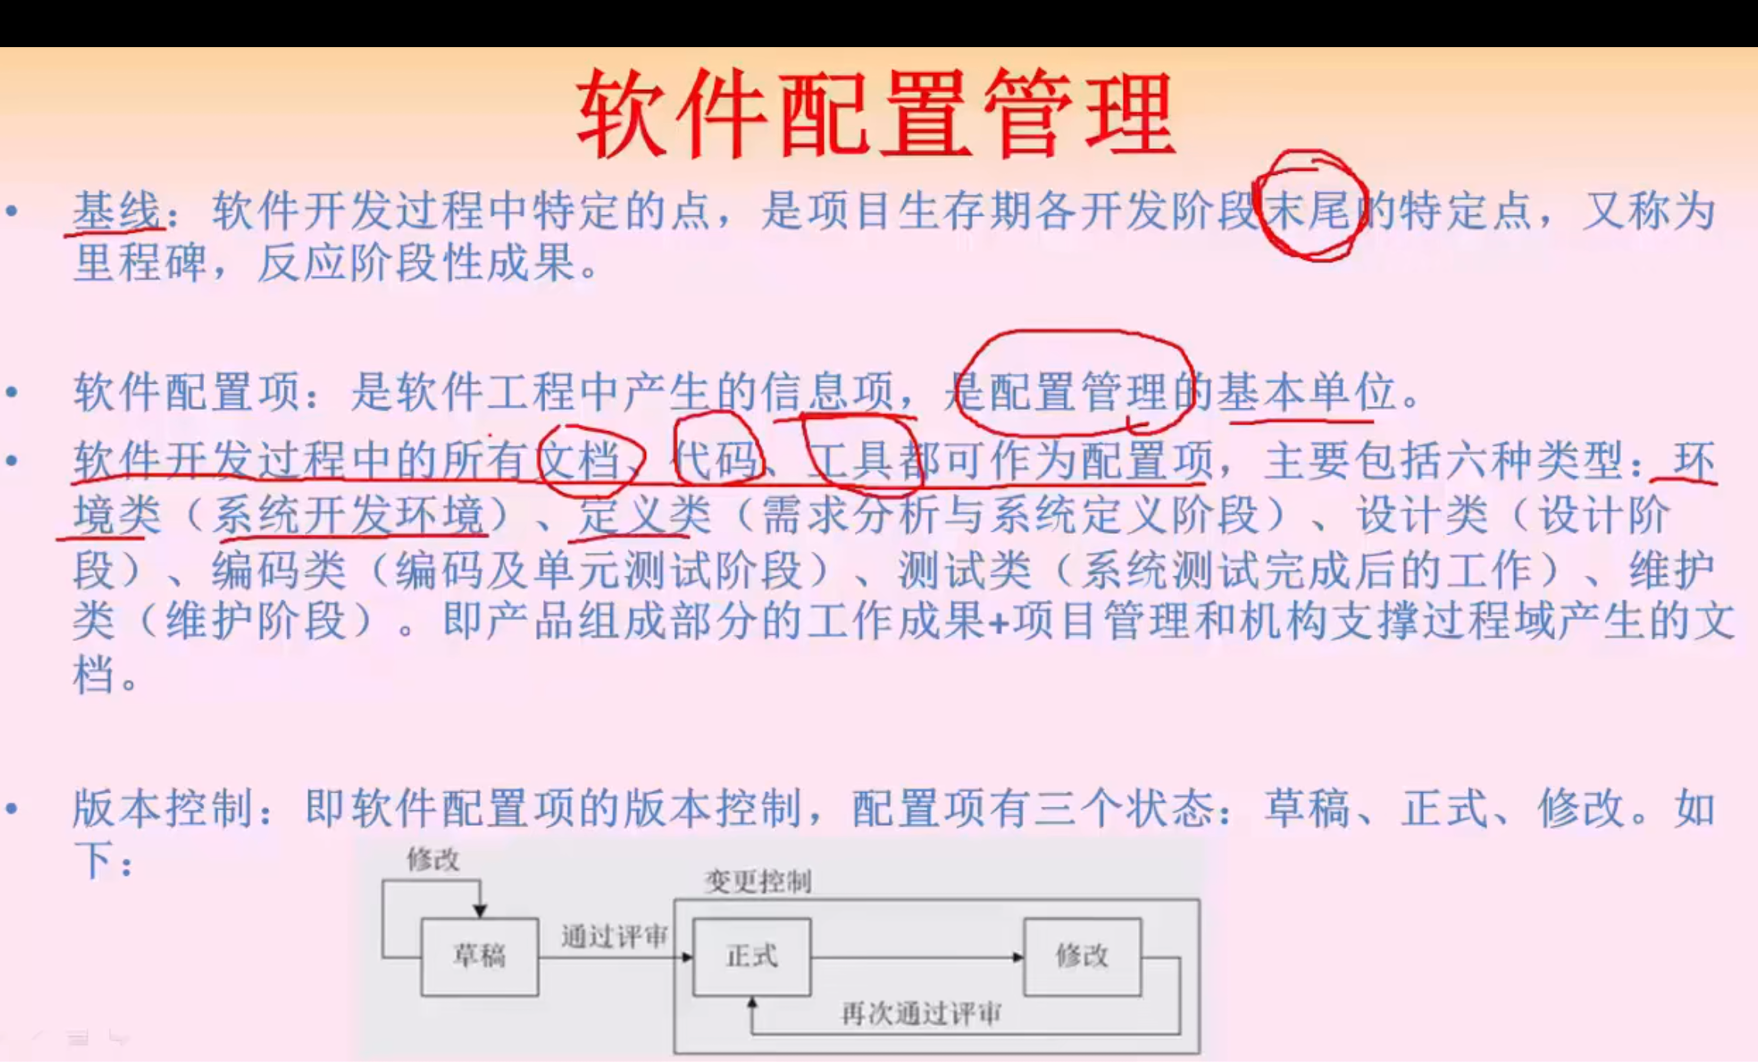 软件配置管理
• 基线：软件开发过程中特定的点，是项目生存期各开发阶段末尾的特定点，又称为
里程碑，反应阶段性成果。
• 软件配置项：是软件工程中产生的信息项，是配置管理的基本单位。
• 软件开发过程中的所有文档、代码、工具都可作为配置项，主要包括六种类型：环
境类（系统开发环境）、定义类（需求分析与系统定义阶段）、设计类（设计阶
段）、编码类（编码及单元测试阶段）、测试类（系统测试完成后的工作）、维护
类（维护阶段）。即产品组成部分的工作成果+项目管理和机构支撑过程域产生的文
档。
• 版本控制：即软件配置项的版本控制，配置项有三个状态：草稿、正式、修改。如
下：
修改
变更控制
草稿
通过评审
正式
修改
再次通过评审